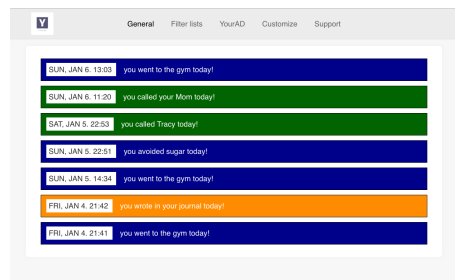 Y
General Filter lists YourAD Customize Support
SUN, JAN 6. 13:03 you went to the gym today!
SUN, JAN 6. 11:20 you called your Mom today!
SAT, JAN 5. 22:53 you called Tracy today!
SUN, JAN 5. 22:51 you avoided sugar today!
SUN, JAN 5. 14:34 you went to the gym today!
FRI, JAN 4. 21:42 you wrote in your journal today!
FRI, JAN 4. 21:41 you went to the gym today!